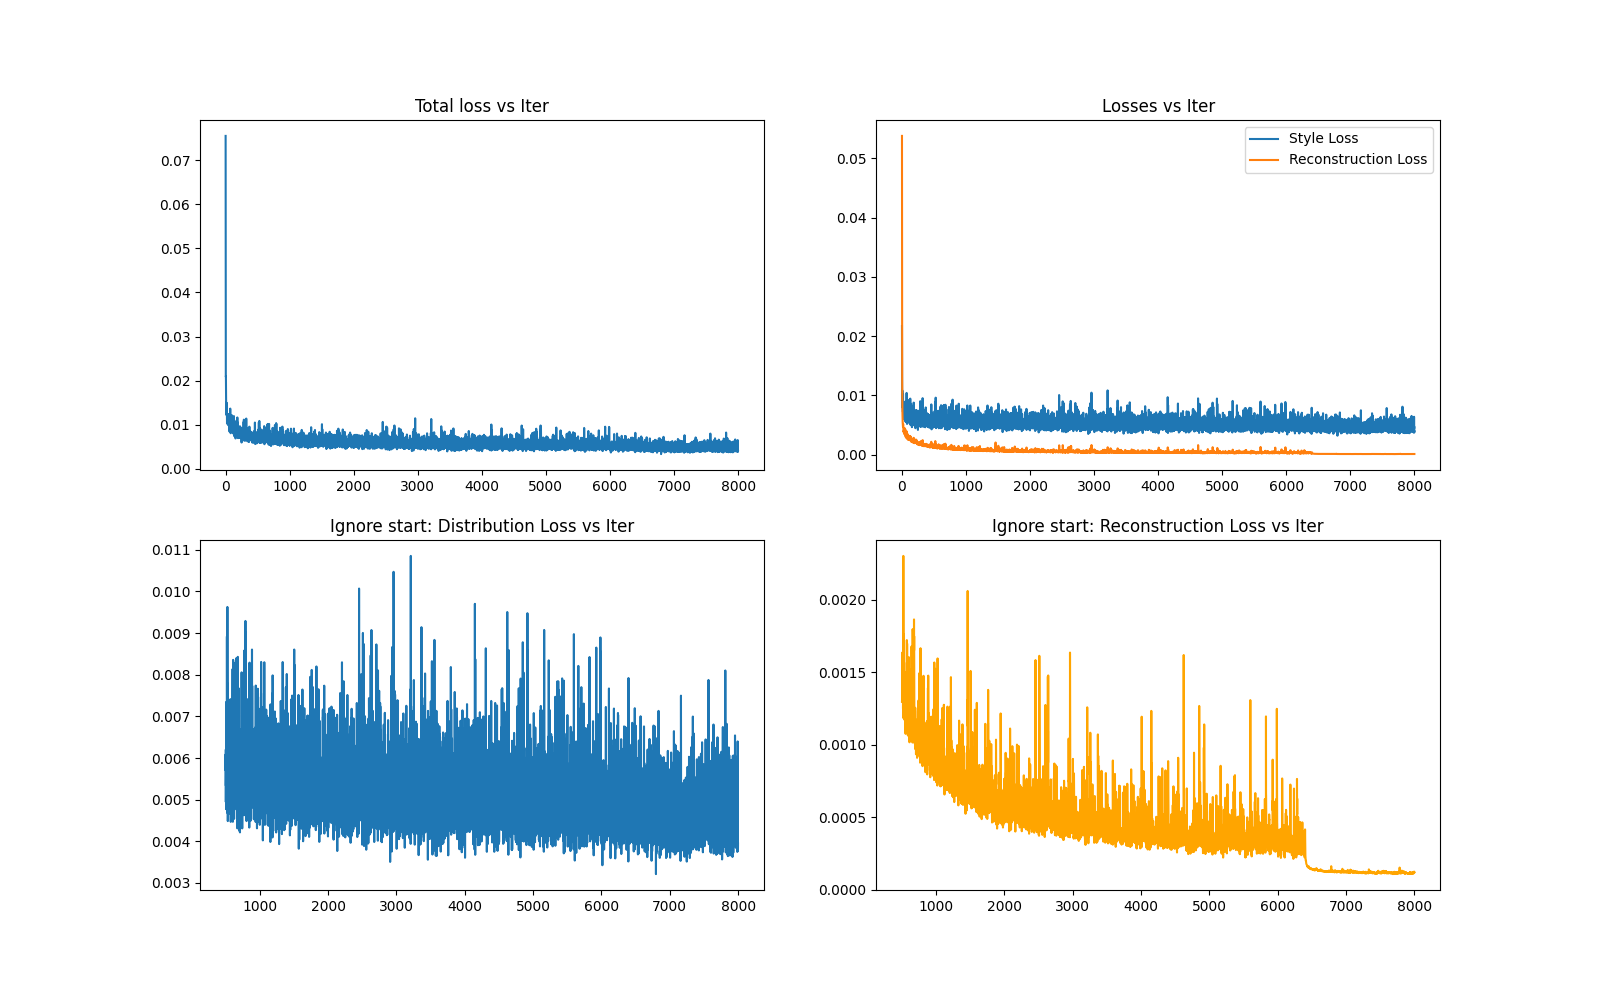 Total loss vs Iter
0.07
0.06
0.05
0.04
0.03
0.02
0.01
0.00
0 1000 2000 3000 4000 5000 6000 7000 8000
Losses vs Iter
Style Loss
Reconstruction Loss
0.05
0.04
0.03
0.02
0.01
0.00
0 1000 2000 3000 4000 5000 6000 7000 8000
Ignore start: Distribution Loss vs Iter
0.011
0.010
0.009
0.008
0.007
0.006
0.005
0.004
0.003
1000 2000 3000 4000 5000 6000 7000 8000
Ignore start: Reconstruction Loss vs Iter
0.0020
0.0015
0.0010
0.0005
0.0000
1000 2000 3000 4000 5000 6000 7000 8000